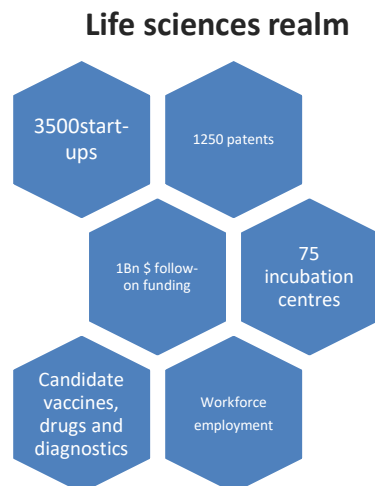 Life sciences realm
3500start-
ups
1250 patents
1Bn $ follow-
on funding
75
incubation
centres
Candidate
vaccines,
drugs and
diagnostics
Workforce
employment